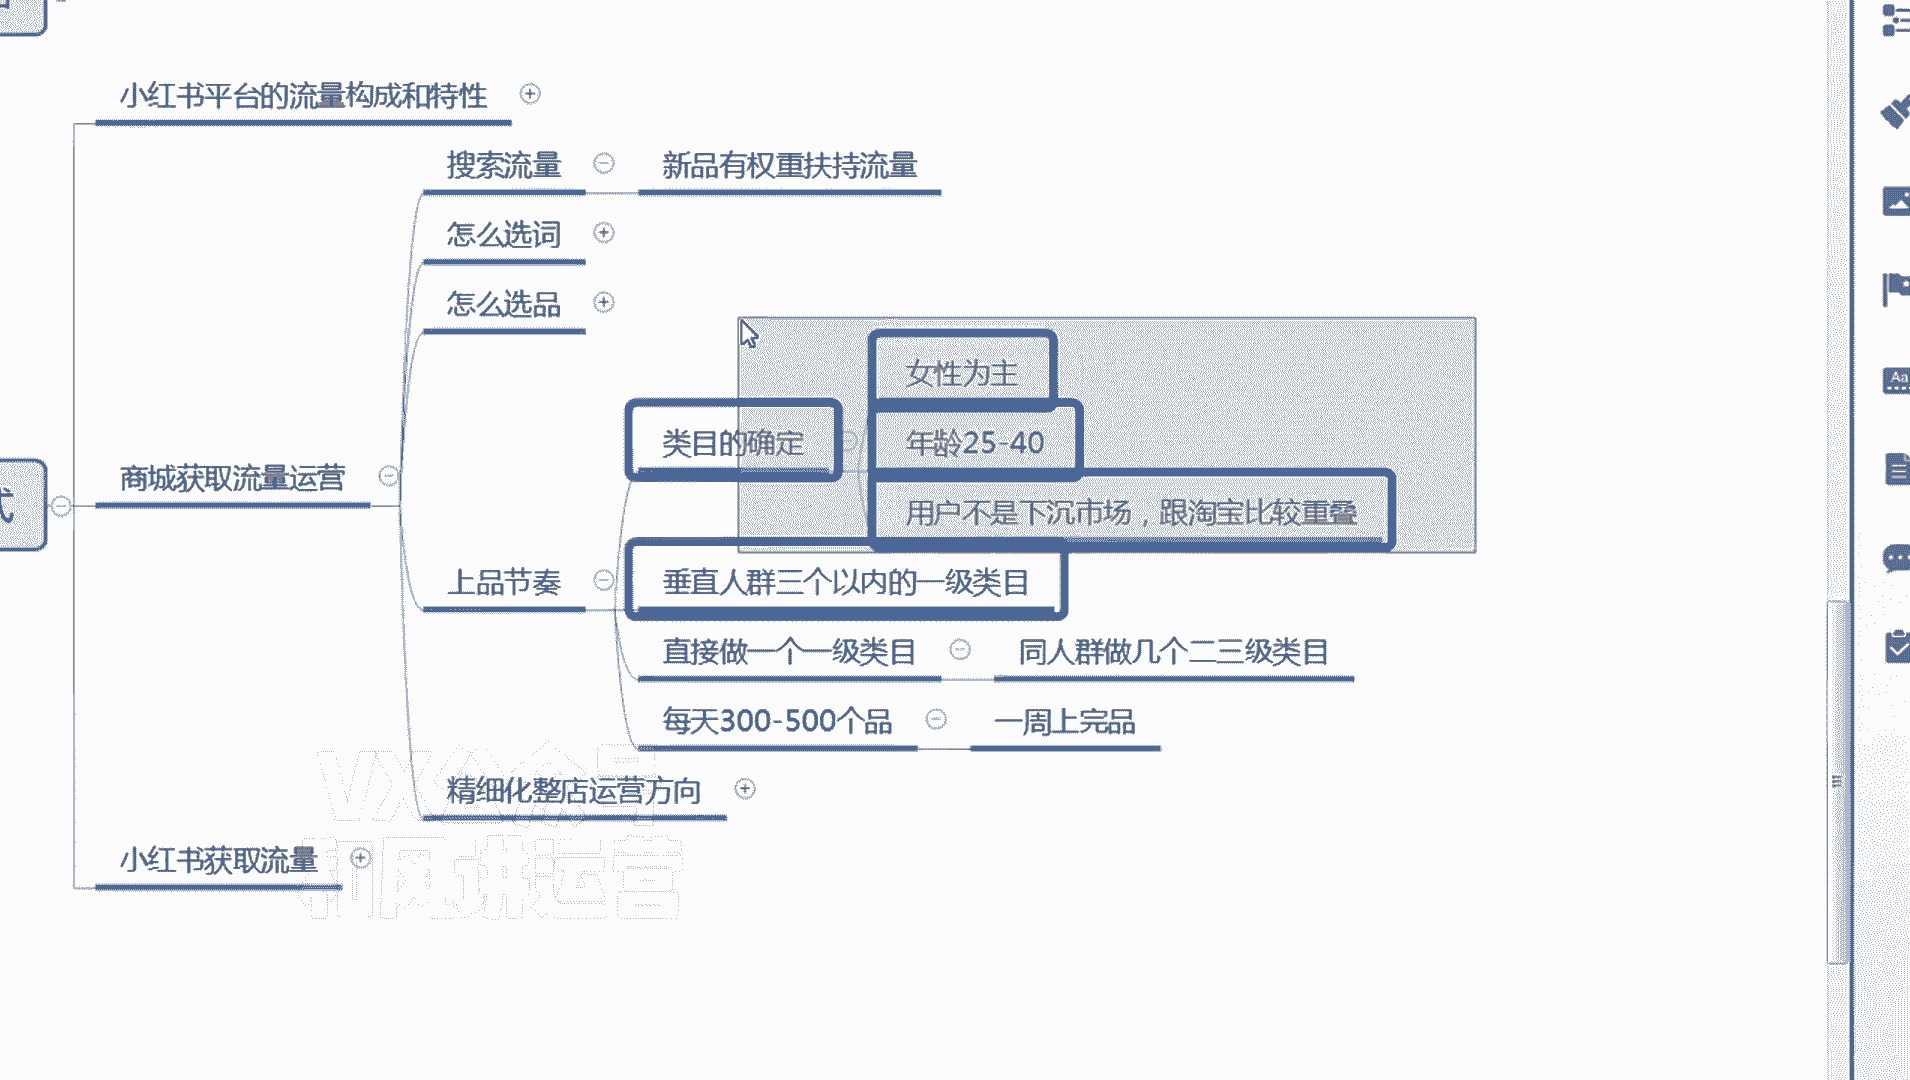 小红书平台的流量构成和特性
搜索流量
新品有权重扶持流量
怎么选词
怎么选品
商城获取流量运营
上品节奏
类目的确定
女性为主
年龄25-40
用户不是下沉市场，跟淘宝比较重叠
垂直人群三个以内的一级类目
直接做一个一级类目
同人群做几个二三级类目
每天300-500个品
一周上完品
精细化整店运营方向
小红书获取流量
VX公众号
和风讲运营
Aa